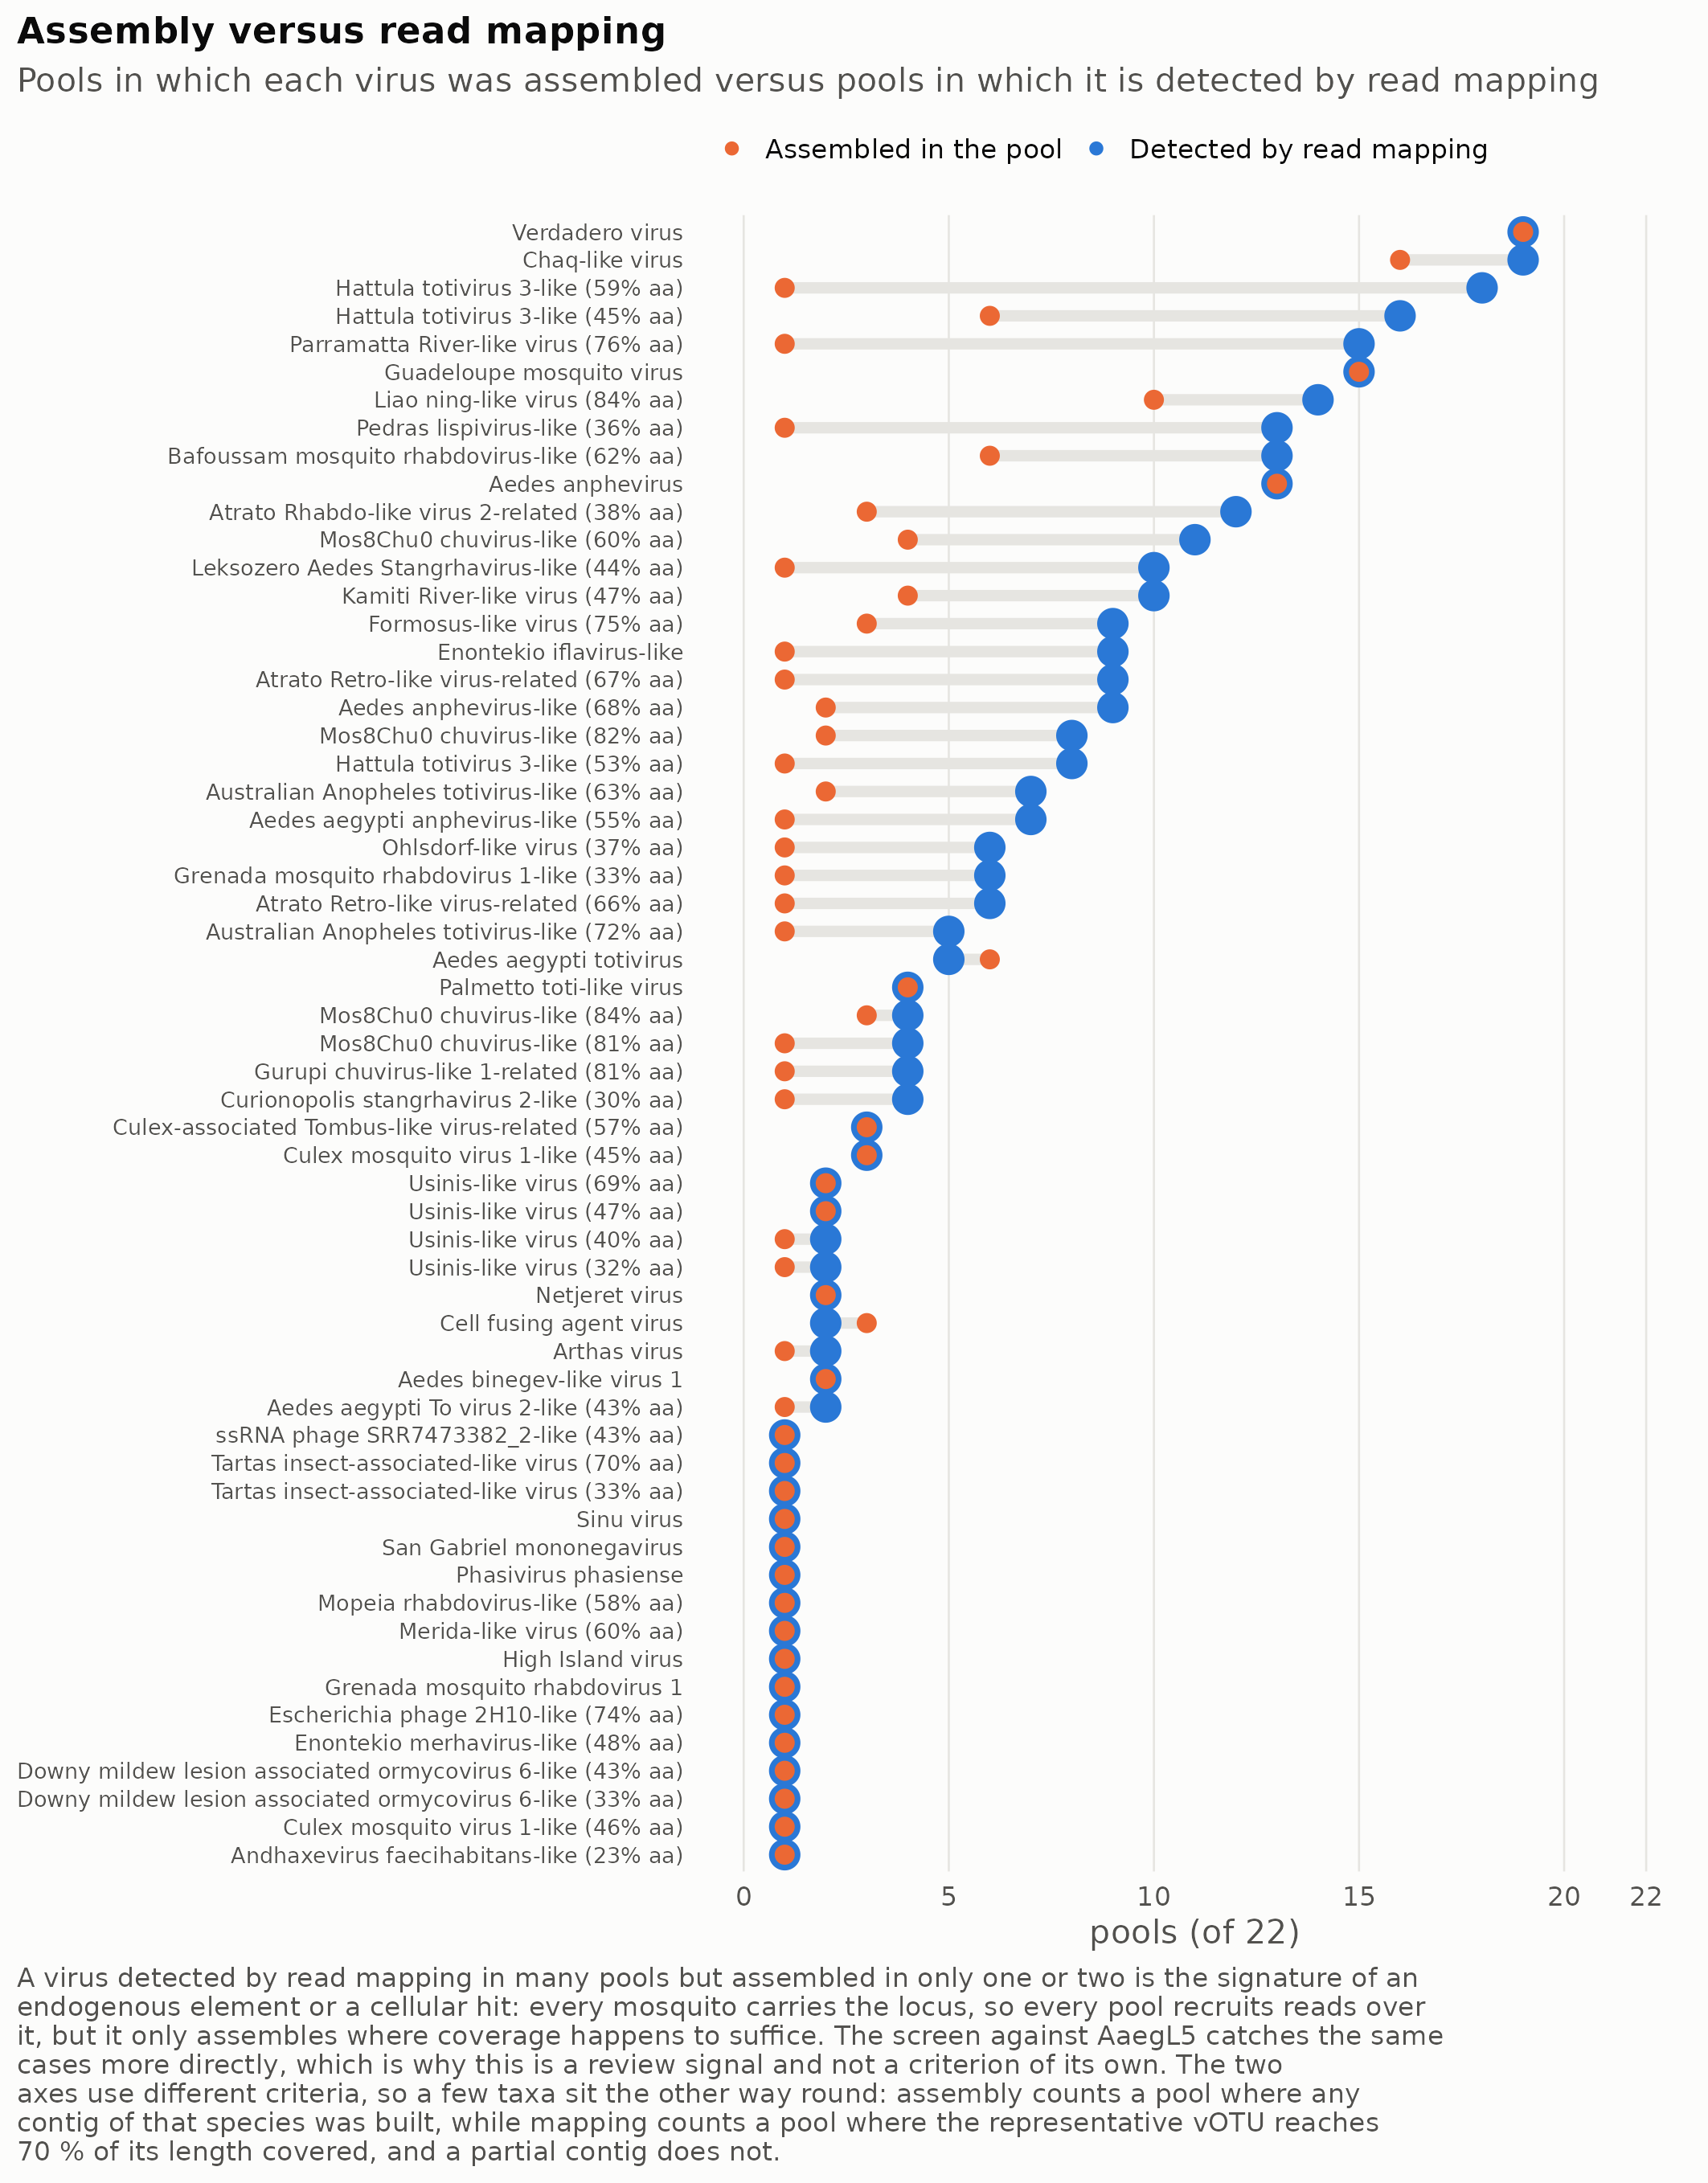 Assembly versus read mapping
Pools in which each virus was assembled versus pools in which it is detected by read mapping
Assembled in the pool Detected by read mapping
Verdadero virus
Chaq-like virus
Hattula totivirus 3-like (59% aa)
Hattula totivirus 3-like (45% aa)
Parramatta River-like virus (76% aa)
Guadeloupe mosquito virus
Liao ning-like virus (84% aa)
Pedras lispivirus-like (36% aa)
Bafoussam mosquito rhabdovirus-like (62% aa)
Aedes anphevirus
Atrato Rhabdo-like virus 2-related (38% aa)
Mos8Chu0 chuvirus-like (60% aa)
Leksozero Aedes Stangrhavirus-like (44% aa)
Kamiti River-like virus (47% aa)
Formosus-like virus (75% aa)
Enontekio iflavirus-like
Atrato Retro-like virus-related (67% aa)
Aedes anphevirus-like (68% aa)
Mos8Chu0 chuvirus-like (82% aa)
Hattula totivirus 3-like (53% aa)
Australian Anopheles totivirus-like (63% aa)
Aedes aegypti anphevirus-like (55% aa)
Ohlsdorf-like virus (37% aa)
Grenada mosquito rhabdovirus 1-like (33% aa)
Atrato Retro-like virus-related (66% aa)
Australian Anopheles totivirus-like (72% aa)
Aedes aegypti totivirus
Palmetto toti-like virus
Mos8Chu0 chuvirus-like (84% aa)
Mos8Chu0 chuvirus-like (81% aa)
Gurupi chuvirus-like 1-related (81% aa)
Curionopolis stangrhavirus 2-like (30% aa)
Culex-associated Tombus-like virus-related (57% aa)
Culex mosquito virus 1-like (45% aa)
Usinis-like virus (69% aa)
Usinis-like virus (47% aa)
Usinis-like virus (40% aa)
Usinis-like virus (32% aa)
Netjeret virus
Cell fusing agent virus
Arthas virus
Aedes binegev-like virus 1
Aedes aegypti To virus 2-like (43% aa)
ssRNA phage SRR7473382_2-like (43% aa)
Tartas insect-associated-like virus (70% aa)
Tartas insect-associated-like virus (33% aa)
Sinu virus
San Gabriel mononegavirus
Phasivirus phasiense
Mopeia rhabdovirus-like (58% aa)
Merida-like virus (60% aa)
High Island virus
Grenada mosquito rhabdovirus 1
Escherichia phage 2H10-like (74% aa)
Enontekio merhavirus-like (48% aa)
Downy mildew lesion associated ormycovirus 6-like (43% aa)
Downy mildew lesion associated ormycovirus 6-like (33% aa)
Culex mosquito virus 1-like (46% aa)
Andhaxevirus faecihabitans-like (23% aa)
0 5 10 15 20 22
pools (of 22)
A virus detected by read mapping in many pools but assembled in only one or two is the signature of an
endogenous element or a cellular hit: every mosquito carries the locus, so every pool recruits reads over
it, but it only assembles where coverage happens to suffice. The screen against AaegL5 catches the same
cases more directly, which is why this is a review signal and not a criterion of its own. The two
axes use different criteria, so a few taxa sit the other way round: assembly counts a pool where any
contig of that species was built, while mapping counts a pool where the representative vOTU reaches
70 % of its length covered, and a partial contig does not.